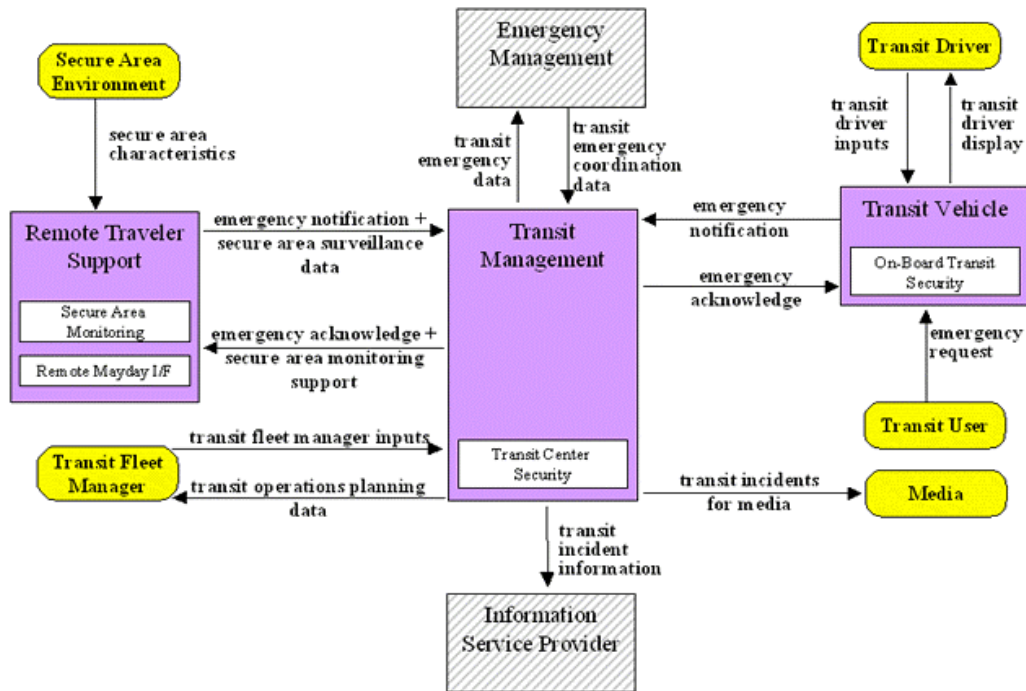 Emergency
Management
Transit Driver
Secure Area
Environment
secure area
characteristics
transit
emergency
data
transit
emergency
coordination
data
transit
driver
inputs
transit
driver
display
Remote Traveler
Support
Secure Area
Monitoring
Remote Mayday I/F
emergency notification +
secure area surveillance
data
emergency acknowledge +
secure area monitoring
support
Transit
Management
Transit Center
Security
emergency
notification
emergency
acknowledge
Transit Vehicle
On-Board Transit
Security
emergency
request
Transit User
Transit Fleet
Manager
transit fleet manager inputs
transit operations planning
data
transit incidents
for media
Media
transit
incident
information
Information
Service Provider